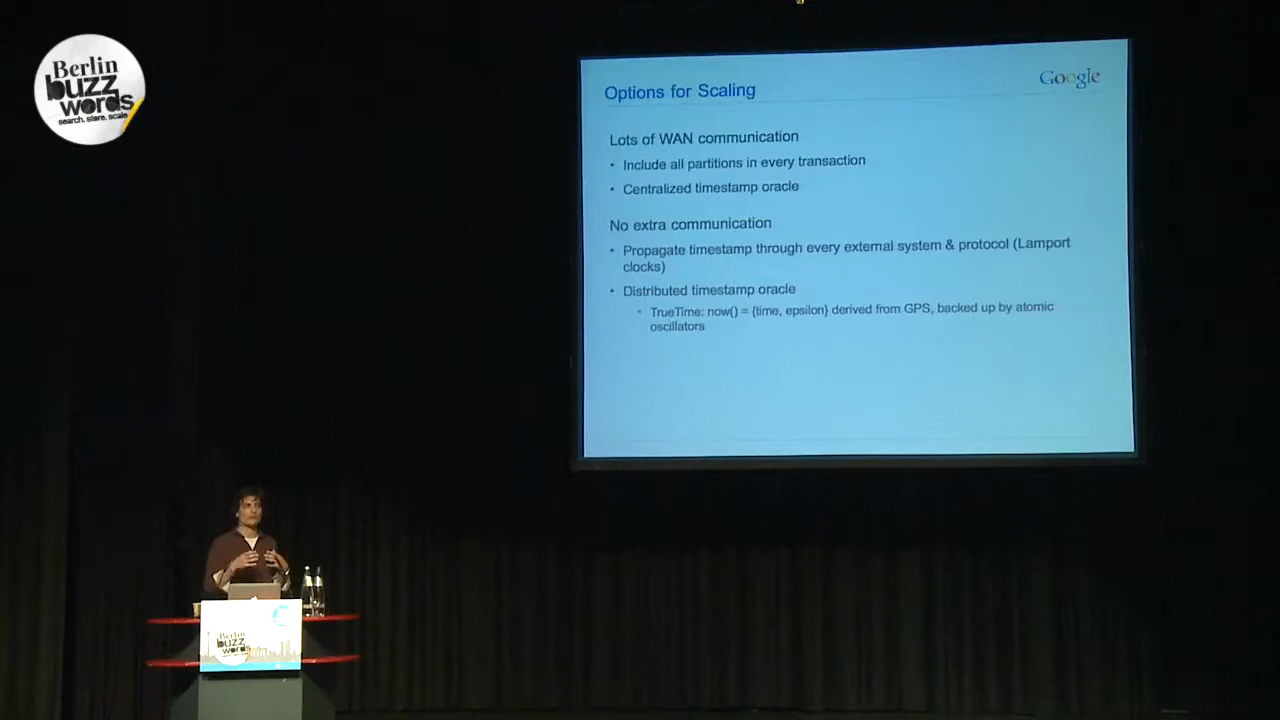 Berlin
buzz
words
search. store. scale
Google
Options for Scaling
Lots of WAN communication
• Include all partitions in every transaction
• Centralized timestamp oracle
No extra communication
• Propagate timestamp through every external system & protocol (Lamport
clocks)
• Distributed timestamp oracle
• TrueTime: now() = {time, epsilon} derived from GPS, backed up by atomic
oscillators
Berlin
buzz
words